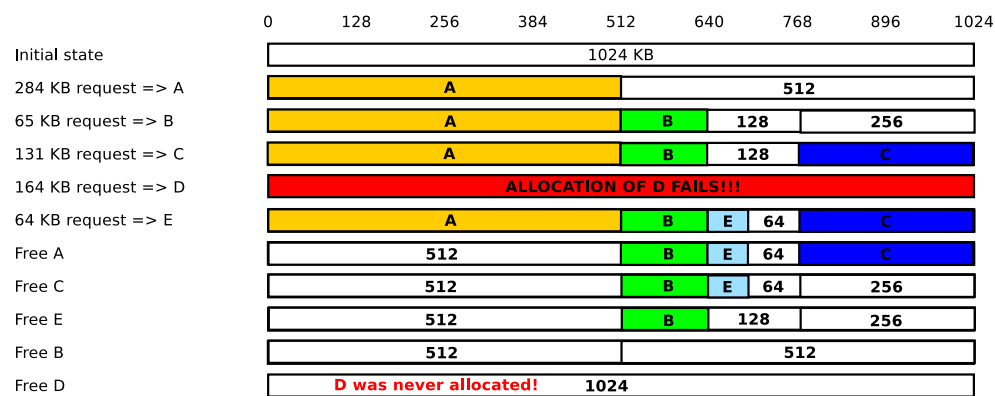 0 128 256 384 512 640 768 896 1024
Initial state 1024 KB
284 KB request => A A 512
65 KB request => B A B 128 256
131 KB request => C A B 128 C
164 KB request => D ALLOCATION OF D FAILS!!!
64 KB request => E A B E 64 C
Free A 512 B E 64 C
Free C 512 B E 64 256
Free E 512 B 128 256
Free B 512 512
Free D D was never allocated! 1024